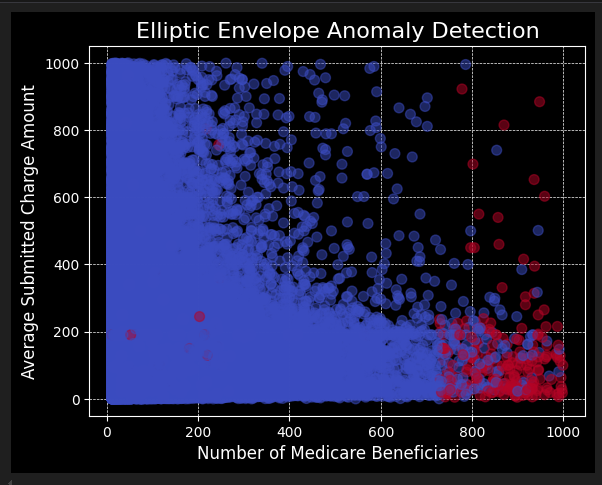 Elliptic Envelope Anomaly Detection
Average Submitted Charge Amount
1000
800
600
400
200
0
0 200 400 600 800 1000
Number of Medicare Beneficiaries